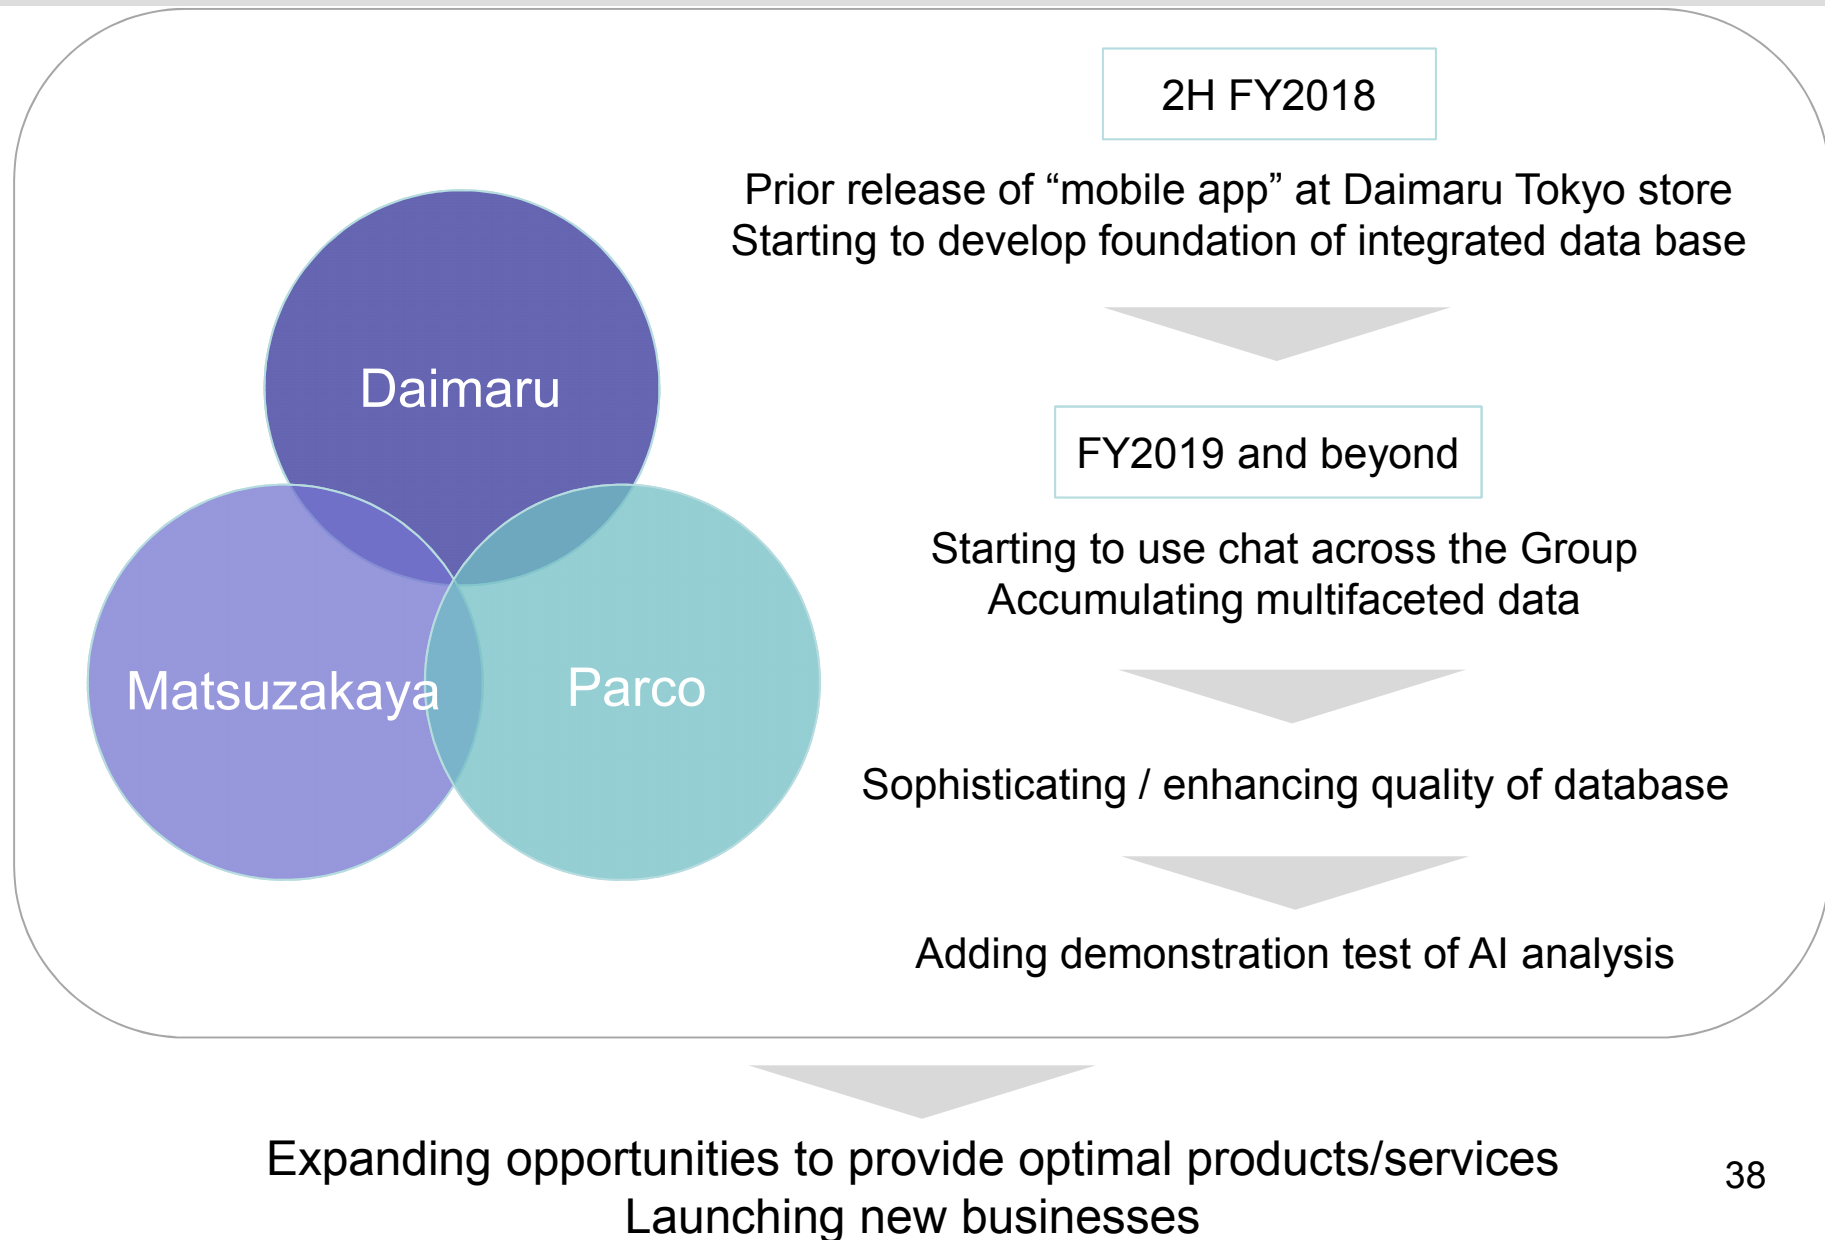 Daimaru
Matsuzakaya
Parco
2H FY2018
Prior release of “mobile app” at Daimaru Tokyo store
Starting to develop foundation of integrated data base
FY2019 and beyond
Starting to use chat across the Group
Accumulating multifaceted data
Sophisticating / enhancing quality of database
Adding demonstration test of AI analysis
Expanding opportunities to provide optimal products/services
Launching new businesses
38